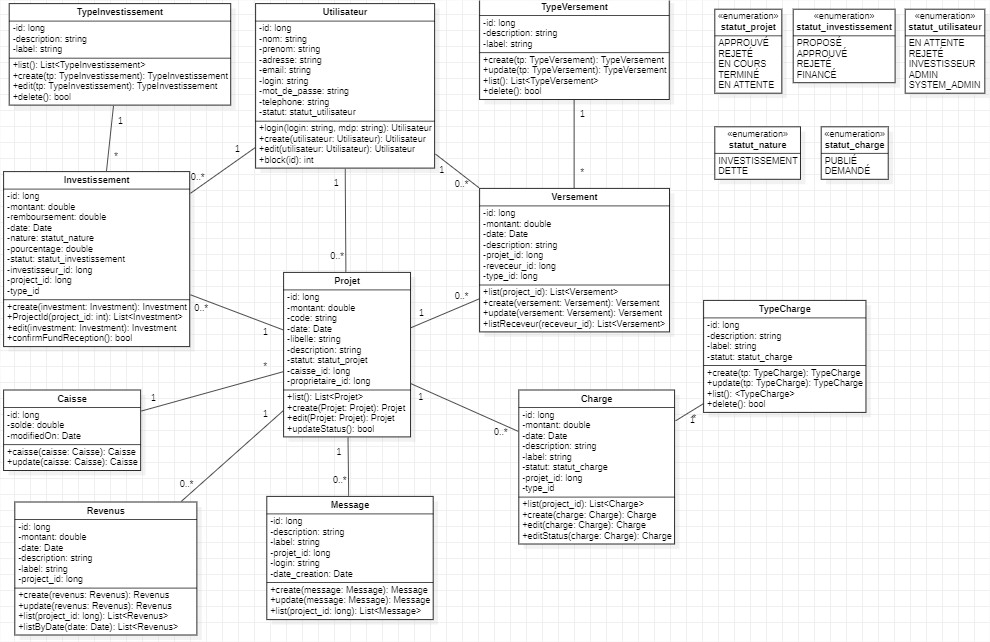 TypeInvestissement
-id: long
-description: string
-label: string
+list(): List<TypeInvestissement>
+create(tp: TypeInvestissement): TypeInvestissement
+edit(tp: TypeInvestissement): TypeInvestissement
+delete(): bool
Utilisateur
-id: long
-nom: string
-prenom: string
-adresse: string
-email: string
-login: string
-mot_de_passe: string
-telephone: string
-statut: statut_utilisateur
+login(login: string, mdp: string): Utilisateur
+create(utilisateur: Utilisateur): Utilisateur
+edit(utilisateur: Utilisateur): Utilisateur
+block(id): int
TypeVersement
-id: long
-description: string
-label: string
+create(tp: TypeVersement): TypeVersement
+update(tp: TypeVersement): TypeVersement
+list(): List<TypeVersement>
+delete(): bool
«enumeration»
statut_projet
APPROUVÉ
REJETÉ
EN COURS
TERMINÉ
EN ATTENTE
«enumeration»
statut_investissement
PROPOSÉ
APPROUVÉ
REJETÉ
FINANCÉ
«enumeration»
statut_utilisateur
EN ATTENTE
REJETÉ
INVESTISSEUR
ADMIN
SYSTEM_ADMIN
«enumeration»
statut_nature
INVESTISSEMENT
DETTE
«enumeration»
statut_charge
PUBLIÉ
DEMANDÉ
1
*
1
0..*
1
0..*
1
0..*
1
*
Investissement
-id: long
-montant: double
-remboursement: double
-date: Date
-nature: statut_nature
-pourcentage: double
-statut: statut_investissement
-investisseur_id: long
-project_id: long
-type_id
+create(investment: Investment): Investment
+ProjectId(project_id: int): List<Investment>
+edit(investment: Investment): Investment
+confirmFundReception(): bool
0..*
1
Versement
-id: long
-montant: double
-date: Date
-description: string
-projet_id: long
-reveceur_id: long
-type_id: long
+list(project_id): List<Versement>
+create(versement: Versement): Versement
+update(versement: Versement): Versement
+listReceveur(receveur_id): List<Versement>
0..*
1
Projet
-id: long
-montant: double
-code: string
-date: Date
-libelle: string
-description: string
-statut: statut_projet
-caisse_id: long
-proprietaire_id: long
+list(): List<Projet>
+create(Projet: Projet): Projet
+edit(Projet: Projet): Projet
+updateStatus(): bool
TypeCharge
-id: long
-description: string
-label: string
-statut: statut_charge
+create(tp: TypeCharge): TypeCharge
+update(tp: TypeCharge): TypeCharge
+list(): <TypeCharge>
+delete(): bool
*
1
1
0..*
1
0..*
1
0..*
Caisse
-id: long
-solde: double
-modifiedOn: Date
+caisse(caisse: Caisse): Caisse
+update(caisse: Caisse): Caisse
Charge
-id: long
-montant: double
-date: Date
-description: string
-label: string
-statut: statut_charge
-projet_id: long
-type_id
+list(project_id): List<Charge>
+create(charge: Charge): Charge
+edit(charge: Charge): Charge
+editStatus(charge: Charge): Charge
1
*
Revenus
-id: long
-montant: double
-date: Date
-description: string
-label: string
-project_id: long
+create(revenus: Revenus): Revenus
+update(revenus: Revenus): Revenus
+list(project_id: long): List<Revenus>
+listByDate(date: Date): List<Revenus>
Message
-id: long
-description: string
-label: string
-projet_id: long
-login: string
-date_creation: Date
+create(message: Message): Message
+update(message: Message): Message
+list(projet_id: long): List<Message>